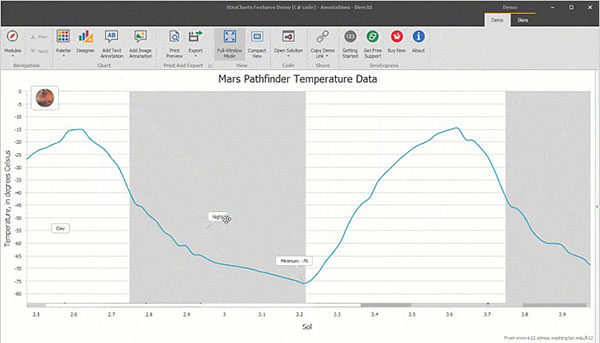 XtraCharts Features Demo (C# code) - Annotations - DirectX
Demos
Demo Skins
Modules
Prev
Next
Palette
Designer
Add Text Annotation
Add Image Annotation
Print Preview
Export
Full-Window Mode
Compact View
Open Solution
Copy Demo Link
Getting Started
Get Free Support
Buy Now
About
Navigation
Chart
Print And Export
View
Code
Share
DevExpress
Mars Pathfinder Temperature Data
Temperature, in degrees Celsius
0
-5
-10
-15
-20
-25
-30
-35
-40
-45
-50
-55
-60
-65
-70
-75
-80
Day
Night
Minimum: -76
2.5 2.6 2.7 2.8 2.9 3 3.1 3.2 3.3 3.4 3.5 3.6 3.7 3.8 3.9
Sol
From www-k12.atmos.washington.edu/k12